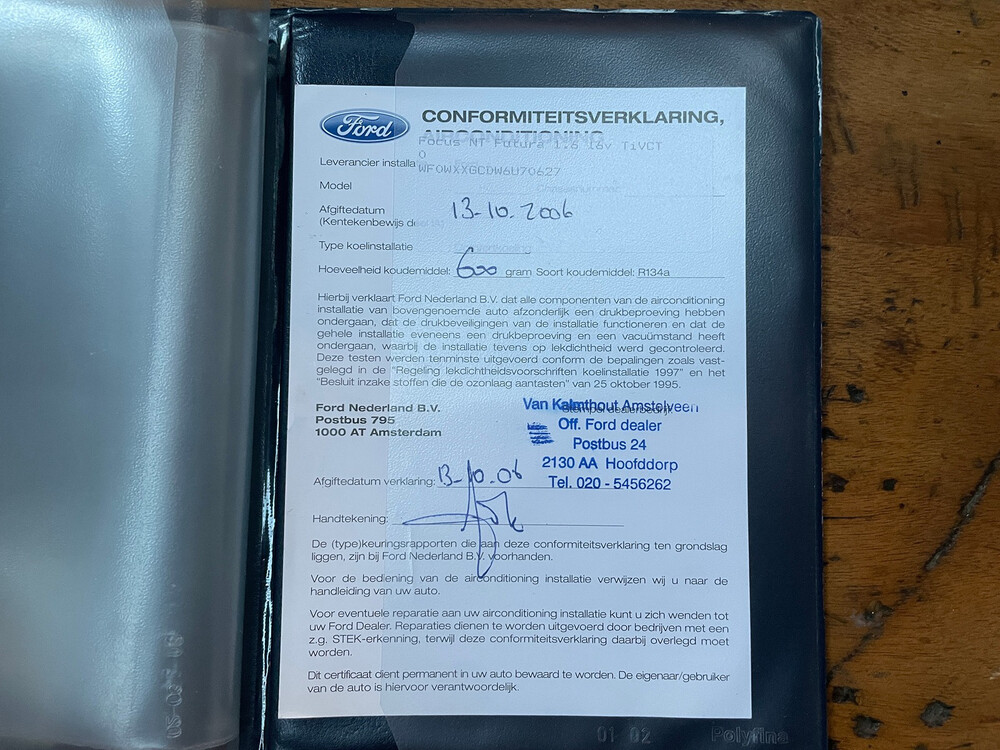 Ford
CONFORMITEITSVERKLARING,
AIRCONDITIONING
Focus NT Futura 1.6 16v TiVCT
0
Leverancier installa
WF0WXXGCDW6U70627
Model
Afgiftedatum 13-10-2006
(Kentekenbewijs de
Type koelinstallatie
Hoeveelheid koudemiddel: 600 gram Soort koudemiddel: R134a
Hierbij verklaart Ford Nederland B.V. dat alle componenten van de airconditioning
installatie van bovengenoemde auto afzonderlijk een drukbeproeving hebben
ondergaan, dat de drukbeveiligingen van de installatie functioneren en dat de
gehele installatie eveneens een drukbeproeving en een vacuümstand heeft
ondergaan, waarbij de installatie tevens op lekdichtheid werd gecontroleerd.
Deze testen werden tenminste uitgevoerd conform de bepalingen zoals vast-
gelegd in de "Regeling lekdichtheidsvoorschriften koelinstallatie 1997" en het
"Besluit inzake stoffen die de ozonlaag aantasten" van 25 oktober 1995.
Ford Nederland B.V.
Postbus 795
1000 AT Amsterdam
Van Kalmthout Amstelveen
Stempel dealerbedrijf
Off. Ford dealer
Postbus 24
2130 AA Hoofddorp
Tel. 020 - 5456262
Afgiftedatum verklaring: 13-10-06
Handtekening:
De (type)keuringsrapporten die aan deze conformiteitsverklaring ten grondslag
liggen, zijn bij Ford Nederland B.V. voorhanden.
Voor de bediening van de airconditioning installatie verwijzen wij u naar de
handleiding van uw auto.
Voor eventuele reparatie aan uw airconditioning installatie kunt u zich wenden tot
uw Ford Dealer. Reparaties dienen te worden uitgevoerd door bedrijven met een
z.g. STEK-erkenning, terwijl deze conformiteitsverklaring daarbij overlegd moet
worden.
Dit certificaat dient permanent in uw auto bewaard te worden. De eigenaar/gebruiker
van de auto is hiervoor verantwoordelijk.
01 02 Polyfina